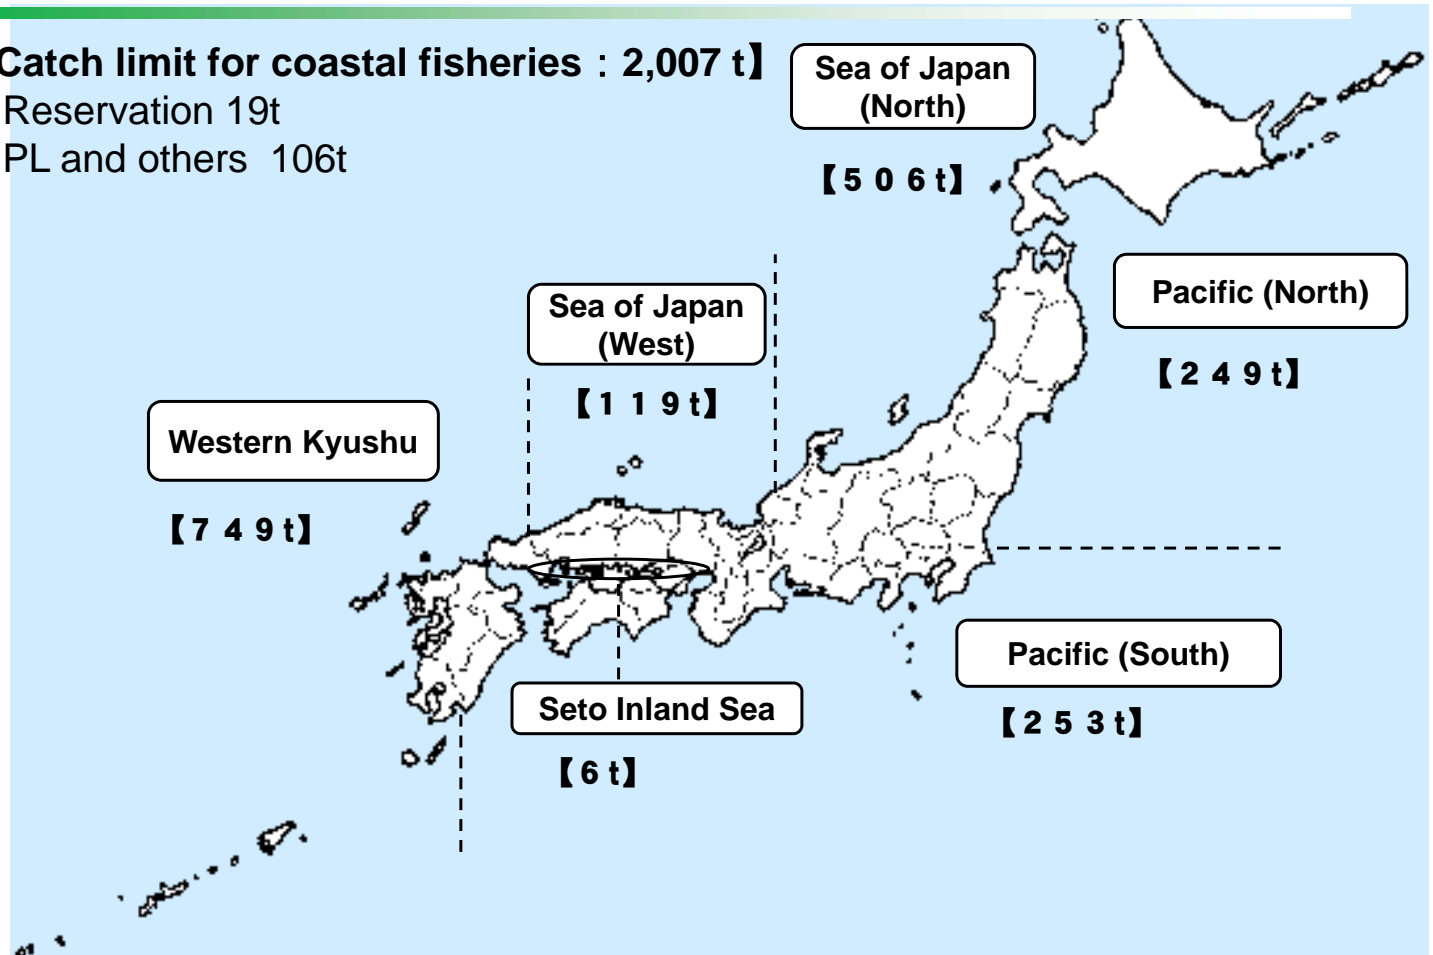 Catch limit for coastal fisheries：2,007 t】
Reservation 19t
PL and others 106t
Sea of Japan
(North)
【５０６t】
Pacific (North)
【２４９t】
Sea of Japan
(West)
【１１９t】
Western Kyushu
【７４９t】
Pacific (South)
【２５３t】
Seto Inland Sea
【６t】